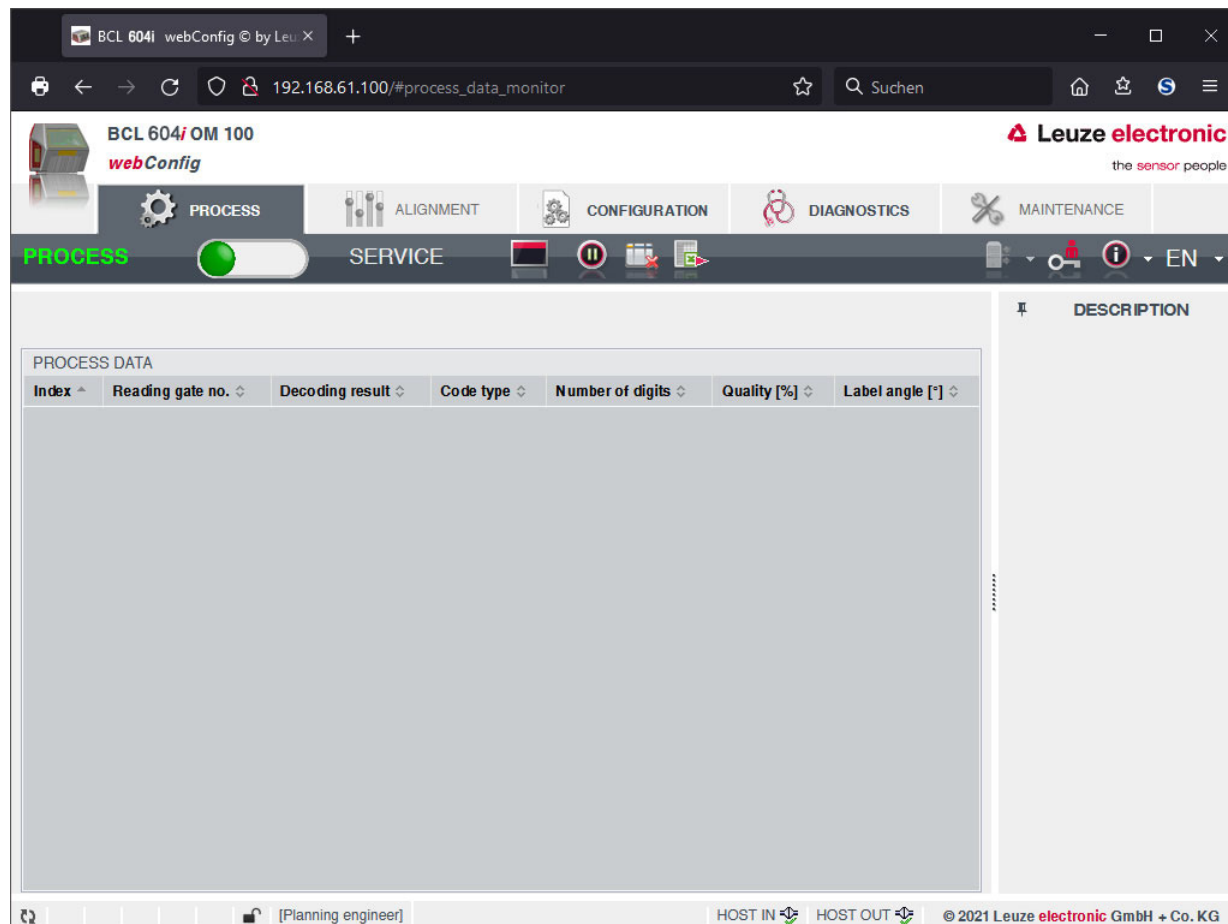 BCL 604i webConfig © by Leu
192.168.61.100/#process_data_monitor
Suchen
BCL 604i OM 100
webConfig
Leuze electronic
the sensor people
PROCESS
ALIGNMENT
CONFIGURATION
DIAGNOSTICS
MAINTENANCE
PROCESS
SERVICE
EN
DESCRIPTION
PROCESS DATA
Index Reading gate no. Decoding result Code type Number of digits Quality [%] Label angle [°]
[Planning engineer]
HOST IN HOST OUT © 2021 Leuze electronic GmbH + Co. KG